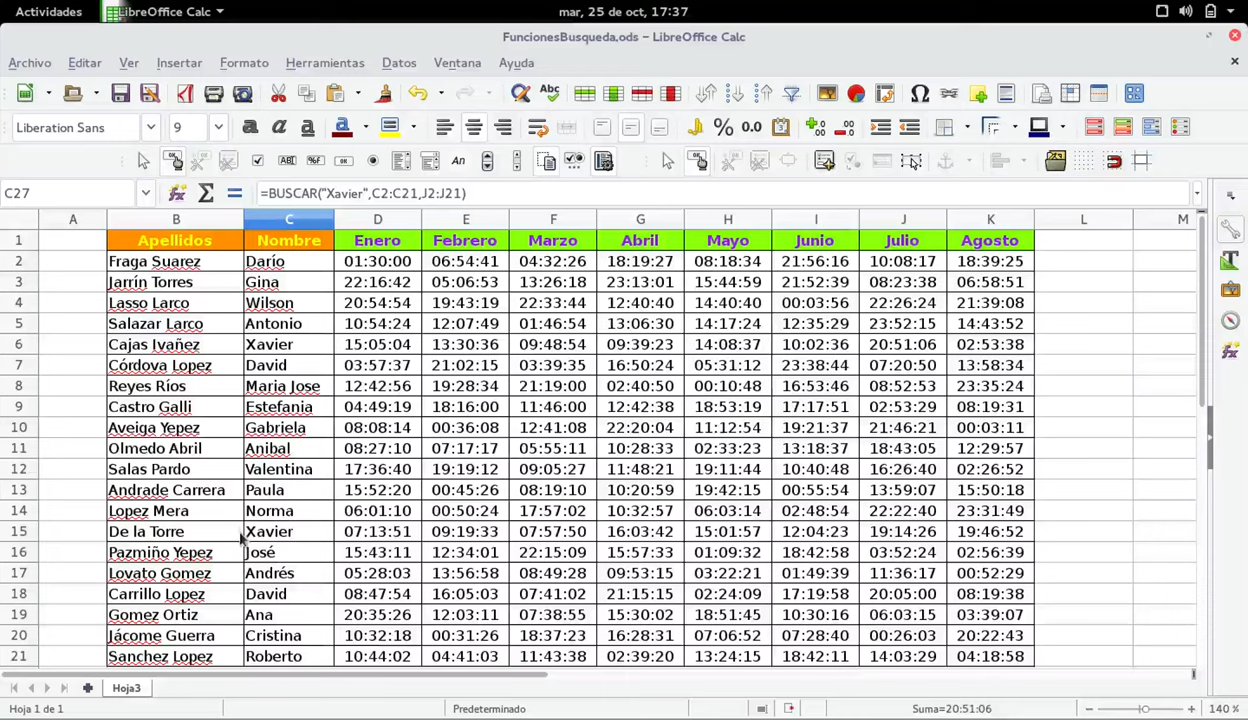 Actividades LibreOffice Calc mar, 25 de oct, 17:37
FuncionesBusqueda.ods – LibreOffice Calc
Archivo Editar Ver Insertar Formato Herramientas Datos Ventana Ayuda
Liberation Sans 9
C27 =BUSCAR("Xavier",C2:C21,J2:J21)
A B C D E F G H I J K L M
1 Apellidos Nombre Enero Febrero Marzo Abril Mayo Junio Julio Agosto
2 Fraga Suarez Darío 01:30:00 06:54:41 04:32:26 18:19:27 08:18:34 21:56:16 10:08:17 18:39:25
3 Jarrín Torres Gina 22:16:42 05:06:53 13:26:18 23:13:01 15:44:59 21:52:39 08:23:38 06:58:51
4 Lasso Larco Wilson 20:54:54 19:43:19 22:33:44 12:40:40 14:40:40 00:03:56 22:26:24 21:39:08
5 Salazar Larco Antonio 10:54:24 12:07:49 01:46:54 13:06:30 14:17:24 12:35:29 23:52:15 14:43:52
6 Cajas Ivañez Xavier 15:05:04 13:30:36 09:48:54 09:39:23 14:08:37 10:02:36 20:51:06 02:53:38
7 Córdova Lopez David 03:57:37 21:02:15 03:39:35 16:50:24 05:31:12 23:38:44 07:20:50 13:58:34
8 Reyes Ríos Maria Jose 12:42:56 19:28:34 21:19:00 02:40:50 00:10:48 16:53:46 08:52:53 23:35:24
9 Castro Galli Estefania 04:49:19 18:16:00 11:46:00 12:42:38 18:53:19 17:17:51 02:53:29 08:19:31
10 Aveiga Yepez Gabriela 08:08:14 00:36:08 12:41:08 22:20:04 11:12:54 19:21:37 21:46:21 00:03:11
11 Olmedo Abril Anibal 08:27:10 07:17:17 05:55:11 10:28:33 02:33:23 13:18:37 18:43:05 12:29:57
12 Salas Pardo Valentina 17:36:40 19:19:12 09:05:27 11:48:21 19:11:44 10:40:48 16:26:40 02:26:52
13 Andrade Carrera Paula 15:52:20 00:45:26 08:19:10 10:20:59 19:42:15 00:55:54 13:59:07 15:50:18
14 Lopez Mera Norma 06:01:10 00:50:24 17:57:02 10:32:57 06:03:14 02:48:54 22:22:40 23:31:49
15 De la Torre Xavier 07:13:51 09:19:33 07:57:50 16:03:42 15:01:57 12:04:23 19:14:26 19:46:52
16 Pazmiño Yepez José 15:43:11 12:34:01 22:15:09 15:57:33 01:09:32 18:42:58 03:52:24 02:56:39
17 Lovato Gomez Andrés 05:28:03 13:56:58 08:49:28 09:53:15 03:22:21 01:49:39 11:36:17 00:52:29
18 Carrillo Lopez David 08:47:54 16:05:03 07:41:02 21:15:15 02:24:09 17:19:58 20:05:00 08:19:38
19 Gomez Ortiz Ana 20:35:26 12:03:11 07:38:55 15:30:02 18:51:45 10:30:16 06:03:15 03:39:07
20 Jácome Guerra Cristina 10:32:18 00:31:26 18:37:23 16:28:31 07:06:52 07:28:40 00:26:03 20:22:43
21 Sanchez Lopez Roberto 10:44:02 04:41:03 11:43:38 02:39:20 13:24:15 18:42:11 14:03:29 04:18:58
Hoja3
Hoja 1 de 1 Predeterminado Suma=20:51:06 140 %